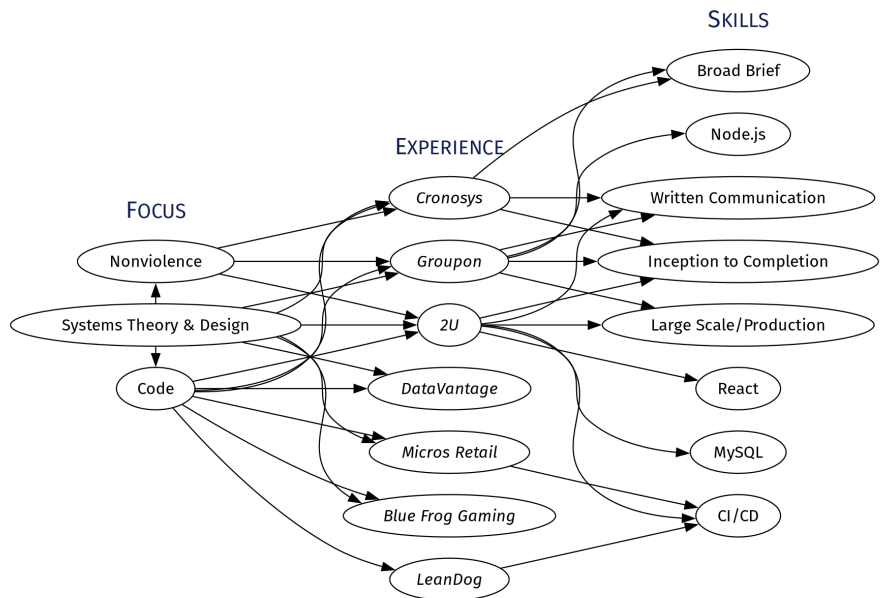 FOCUS
Nonviolence
Systems Theory & Design
Code
EXPERIENCE
Cronosys
Groupon
2U
DataVantage
Micros Retail
Blue Frog Gaming
LeanDog
SKILLS
Broad Brief
Node.js
Written Communication
Inception to Completion
Large Scale/Production
React
MySQL
CI/CD